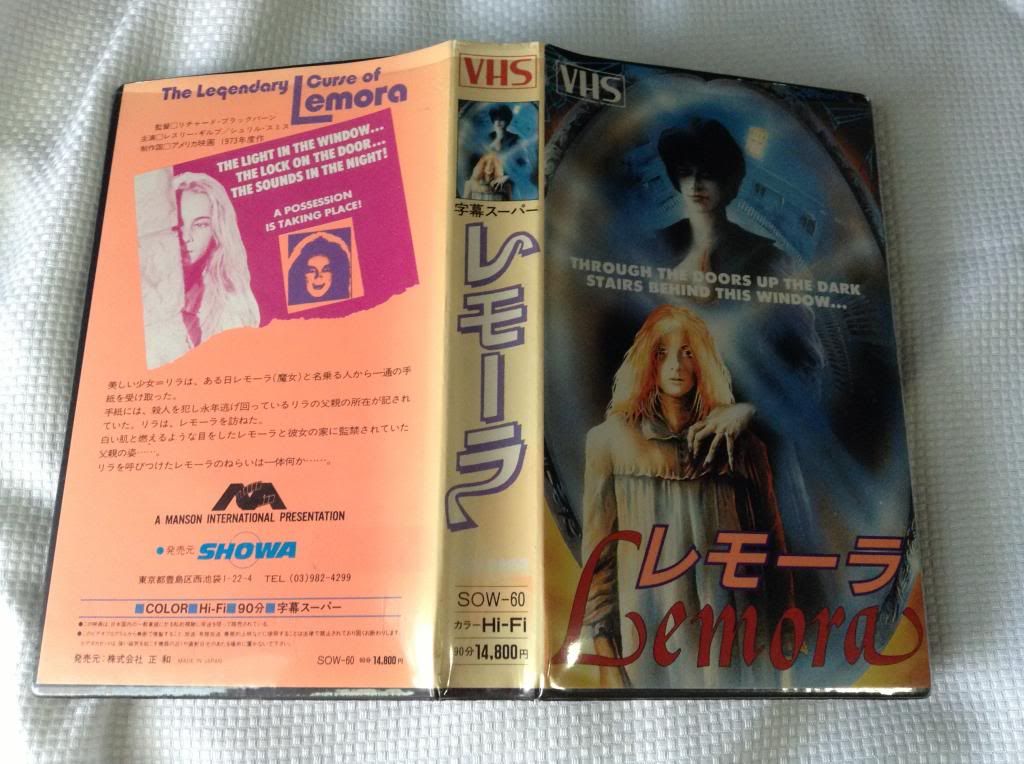 The Legendary Curse of Lemora
監督□リチャード・ブラックバーン
主演□レスリー・ギルブ／シェリル・スミス
制作国□アメリカ映画 1973年度作
THE LIGHT IN THE WINDOW...
THE LOCK ON THE DOOR...
THE SOUNDS IN THE NIGHT!
A POSSESSION
IS TAKING PLACE!
美しい少女＝リラは、ある日レモーラ(魔女)と名乗る人から一通の手
紙を受け取った。
手紙には、殺人を犯し永年逃げ回っているリラの父親の所在が記され
ていた。リラは、レモーラを訪ねた。
白い肌と燃えるような目をしたレモーラと彼女の家に監禁されていた
父親の姿……。
リラを呼びつけたレモーラのねらいは一体何か……。
A MANSON INTERNATIONAL PRESENTATION
●発売元 SHOWA
東京都豊島区西池袋1-22-4 TEL (03)982-4299
■COLOR■Hi-Fi■90分■字幕スーパー
発売元：株式会社 正和 MADE IN JAPAN SOW-60 90分 14,800円
VHS
字幕スーパー
レモーラ
SOW-60
カラー Hi-Fi
90分 14,800円
VHS
THROUGH THE DOORS UP THE DARK
STAIRS BEHIND THIS WINDOW...
レモーラ
Lemora